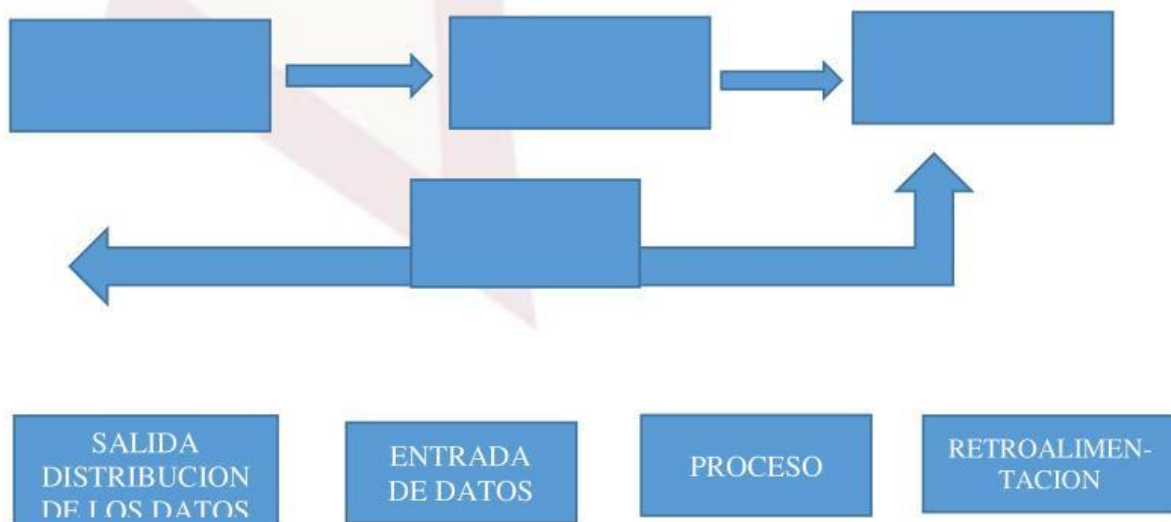 SALIDA
DISTRIBUCION
DE LOS DATOS
ENTRADA
DE DATOS
PROCESO
RETROALIMEN-
TACION